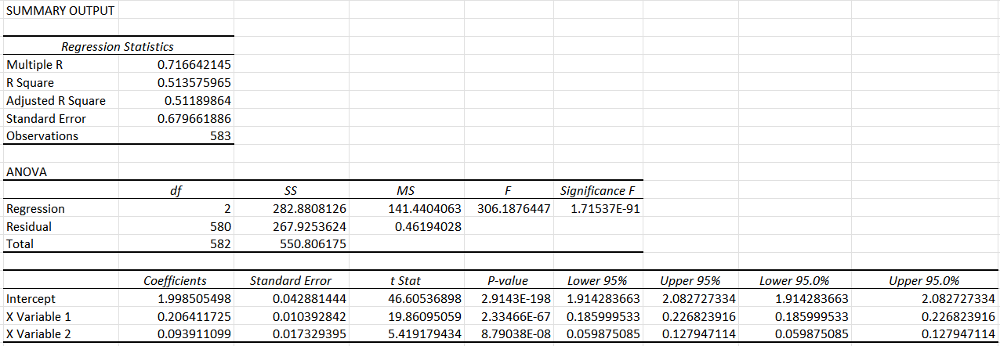 SUMMARY OUTPUT
Regression Statistics
Multiple R 0.716642145
R Square 0.513575965
Adjusted R Square 0.51189864
Standard Error 0.679661886
Observations 583
ANOVA
df SS MS F Significance F
Regression 2 282.8808126 141.4404063 306.1876447 1.71537E-91
Residual 580 267.9253624 0.46194028
Total 582 550.806175
Coefficients Standard Error t Stat P-value Lower 95% Upper 95% Lower 95.0% Upper 95.0%
Intercept 1.998505498 0.042881444 46.60536898 2.9143E-198 1.914283663 2.082727334 1.914283663 2.082727334
X Variable 1 0.206411725 0.010392842 19.86095059 2.33466E-67 0.185999533 0.226823916 0.185999533 0.226823916
X Variable 2 0.093911099 0.017329395 5.419179434 8.79038E-08 0.059875085 0.127947114 0.059875085 0.127947114